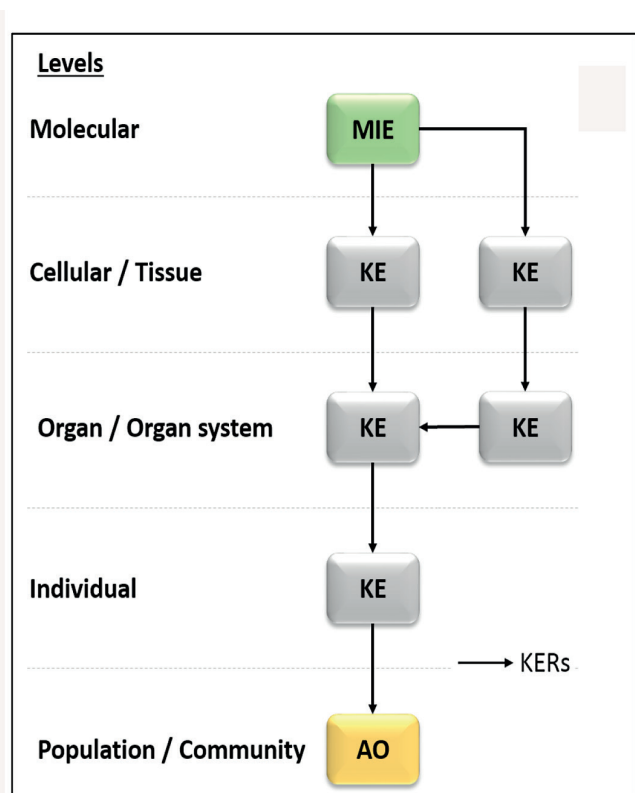 Levels
Molecular
MIE
Cellular / Tissue
KE
KE
Organ / Organ system
KE
KE
Individual
KE
KERs
Population / Community
AO